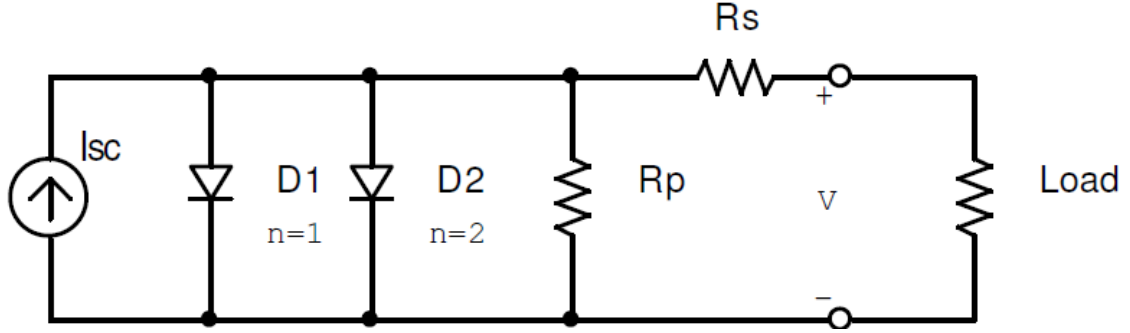 Rs
+
Isc
D1
D2
Rp
Load
V
n=1
n=2
-